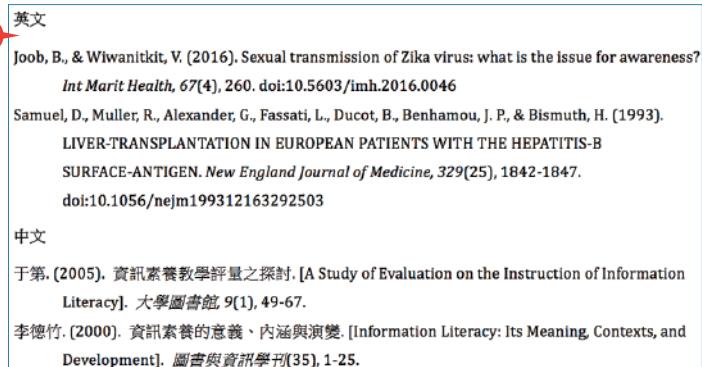 英文
Joob, B., & Wiwanitkit, V. (2016). Sexual transmission of Zika virus: what is the issue for awareness?
Int Marit Health, 67(4), 260. doi:10.5603/imh.2016.0046
Samuel, D., Muller, R., Alexander, G., Fassati, L., Ducot, B., Benhamou, J. P., & Bismuth, H. (1993).
LIVER-TRANSPLANTATION IN EUROPEAN PATIENTS WITH THE HEPATITIS-B
SURFACE-ANTIGEN. New England Journal of Medicine, 329(25), 1842-1847.
doi:10.1056/nejm199312163292503
中文
于第. (2005). 資訊素養教學評量之探討. [A Study of Evaluation on the Instruction of Information
Literacy]. 大學圖書館, 9(1), 49-67.
李德竹. (2000). 資訊素養的意義、內涵與演變. [Information Literacy: Its Meaning, Contexts, and
Development]. 圖書與資訊學刊(35), 1-25.